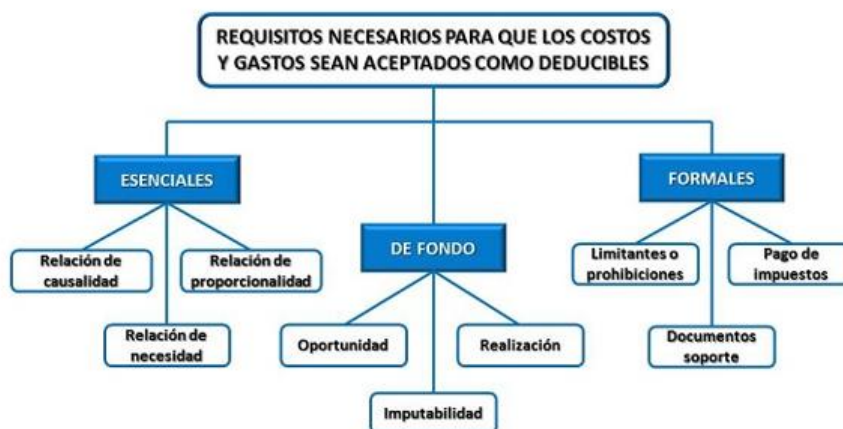 REQUISITOS NECESARIOS PARA QUE LOS COSTOS
Y GASTOS SEAN ACEPTADOS COMO DEDUCIBLES
ESENCIALES
Relación de
causalidad
Relación de
proporcionalidad
Relación de
necesidad
DE FONDO
Oportunidad
Realización
Imputabilidad
FORMALES
Limitantes o
prohibiciones
Pago de
impuestos
Documentos
soporte